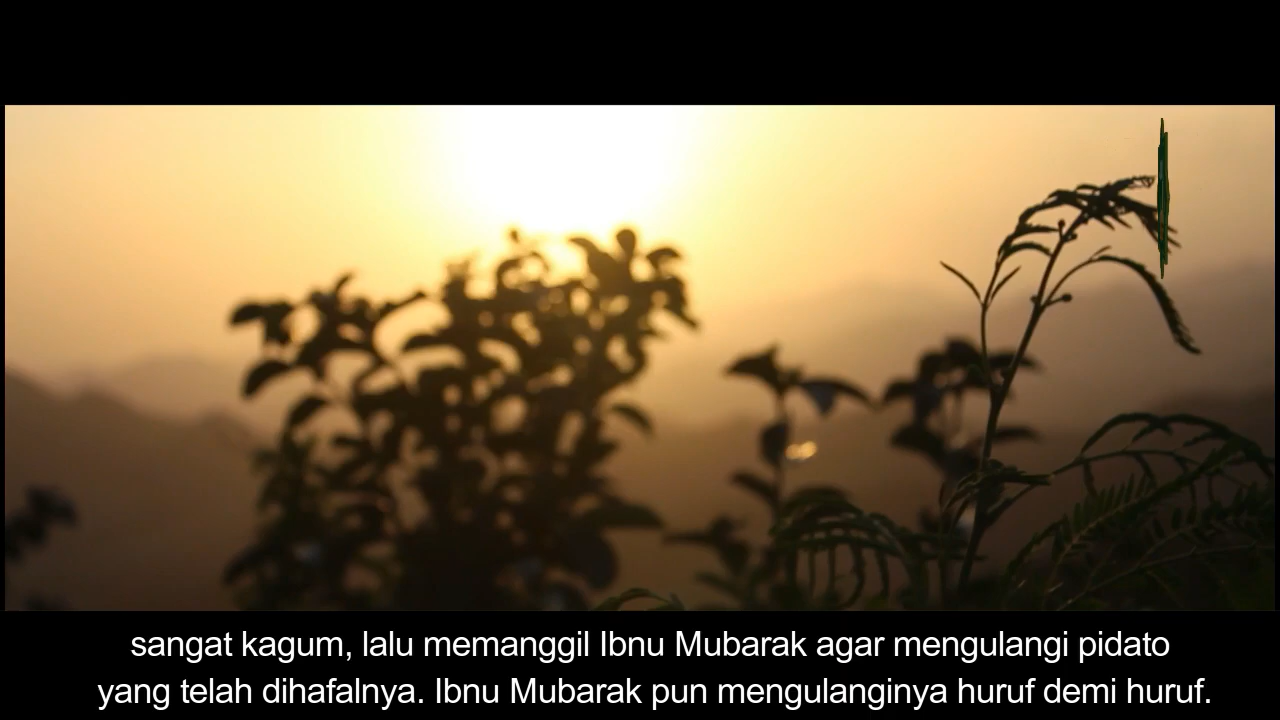 sangat kagum, lalu memanggil Ibnu Mubarak agar mengulangi pidato
yang telah dihafalnya. Ibnu Mubarak pun mengulanginya huruf demi huruf.